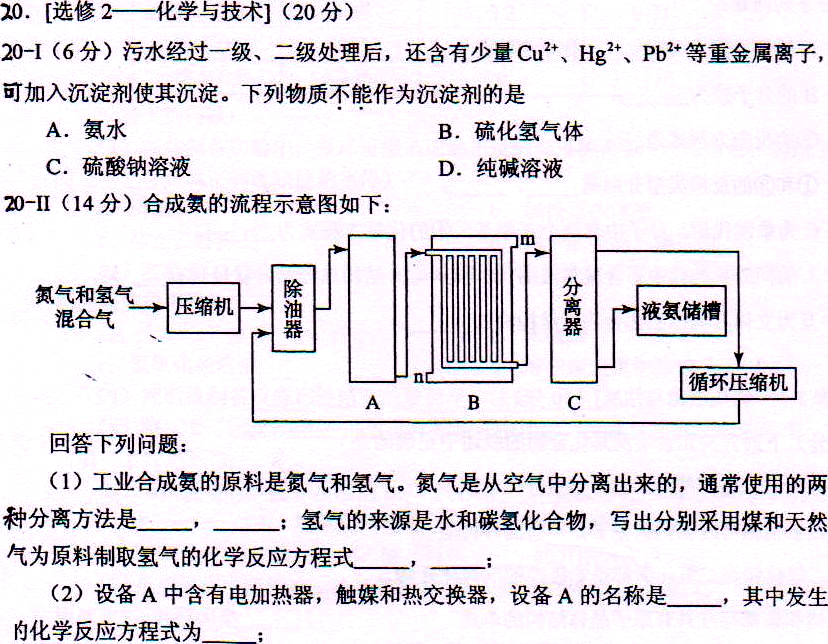 20．[选修 2——化学与技术]（20 分）
20-I（6 分）污水经过一级、二级处理后，还含有少量 Cu²⁺、Hg²⁺、Pb²⁺ 等重金属离子，
可加入沉淀剂使其沉淀。下列物质不能作为沉淀剂的是
A．氨水 B．硫化氢气体
C．硫酸钠溶液 D．纯碱溶液
20-II（14 分）合成氨的流程示意图如下：
氮气和氢气
混合气
压缩机
除油器
A
m
n
B
分离器
C
液氨储槽
循环压缩机
回答下列问题：
（1）工业合成氨的原料是氮气和氢气。氮气是从空气中分离出来的，通常使用的两
种分离方法是_____，______；氢气的来源是水和碳氢化合物，写出分别采用煤和天然
气为原料制取氢气的化学反应方程式_____，______；
（2）设备 A 中含有电加热器，触媒和热交换器，设备 A 的名称是_____，其中发生
的化学反应方程式为_____；